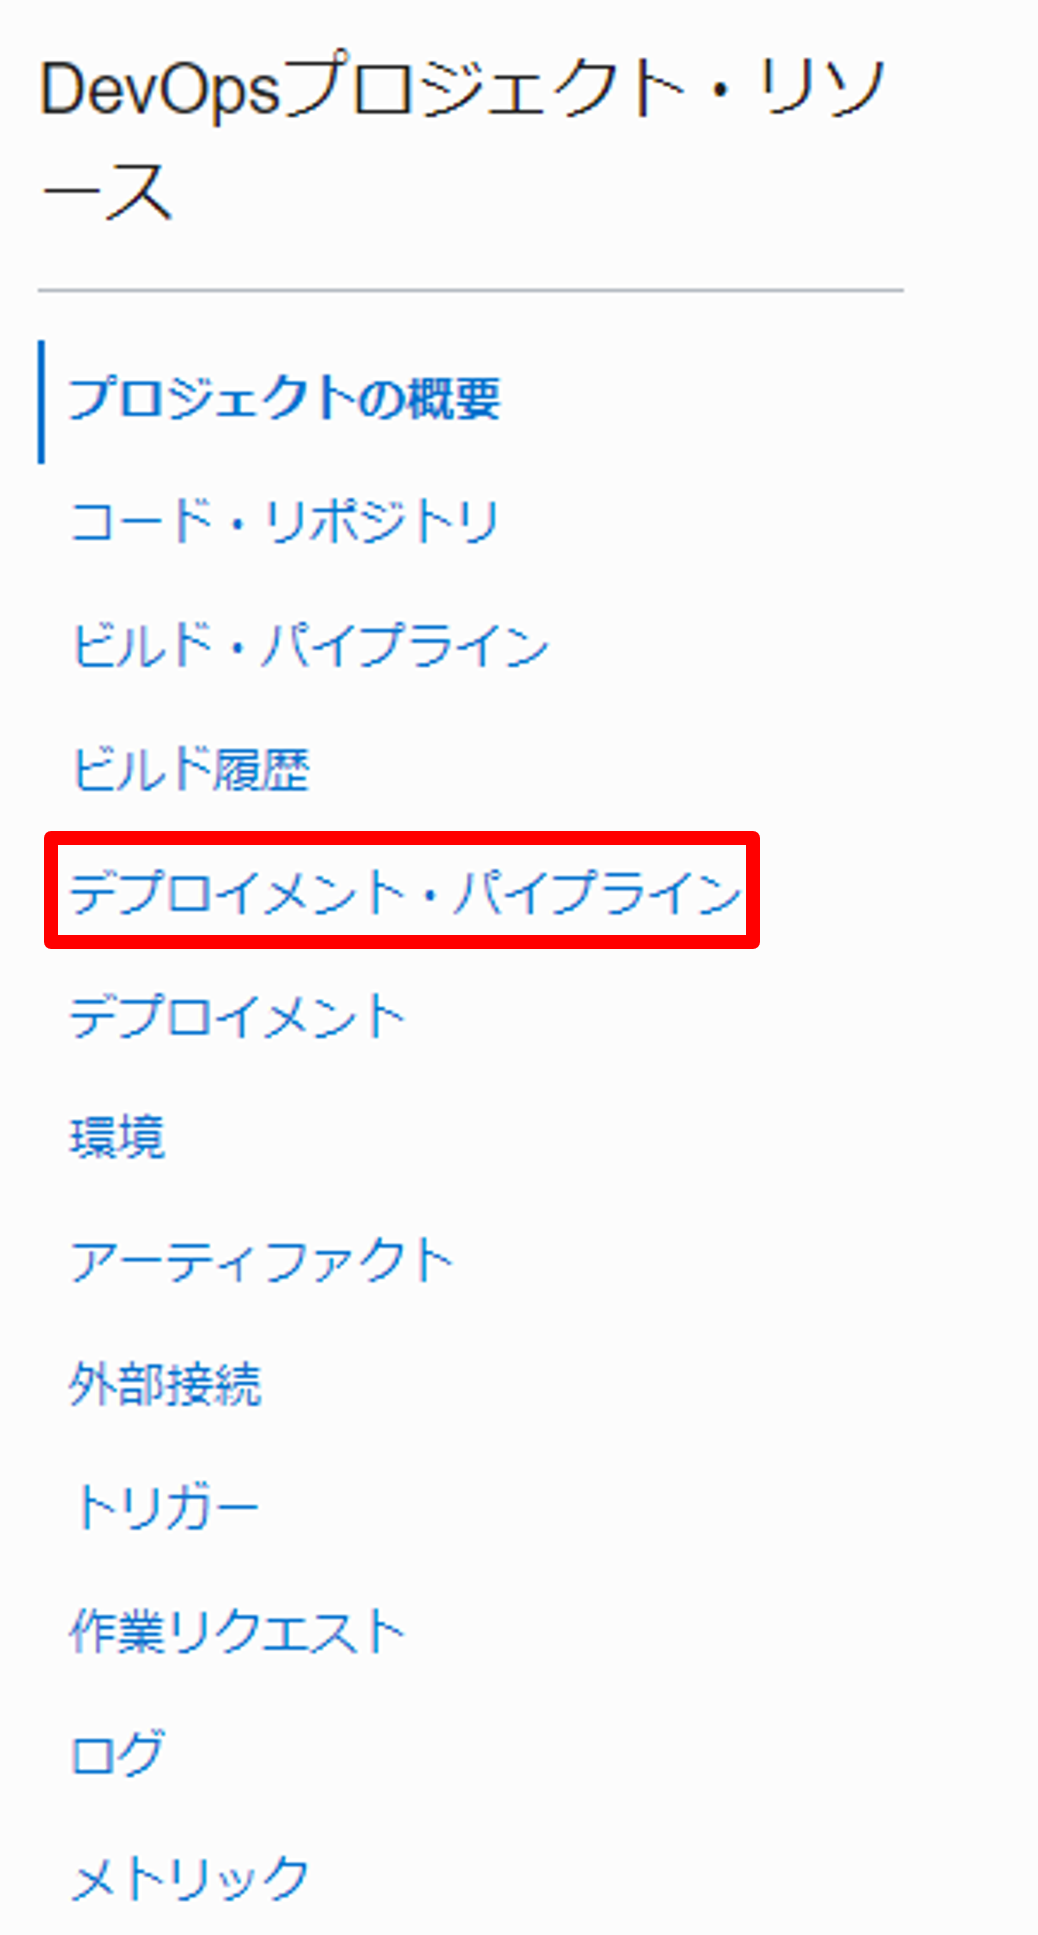 DevOpsプロジェクト・リソ
ース
プロジェクトの概要
コード・リポジトリ
ビルド・パイプライン
ビルド履歴
デプロイメント・パイプライン
デプロイメント
環境
アーティファクト
外部接続
トリガー
作業リクエスト
ログ
メトリック